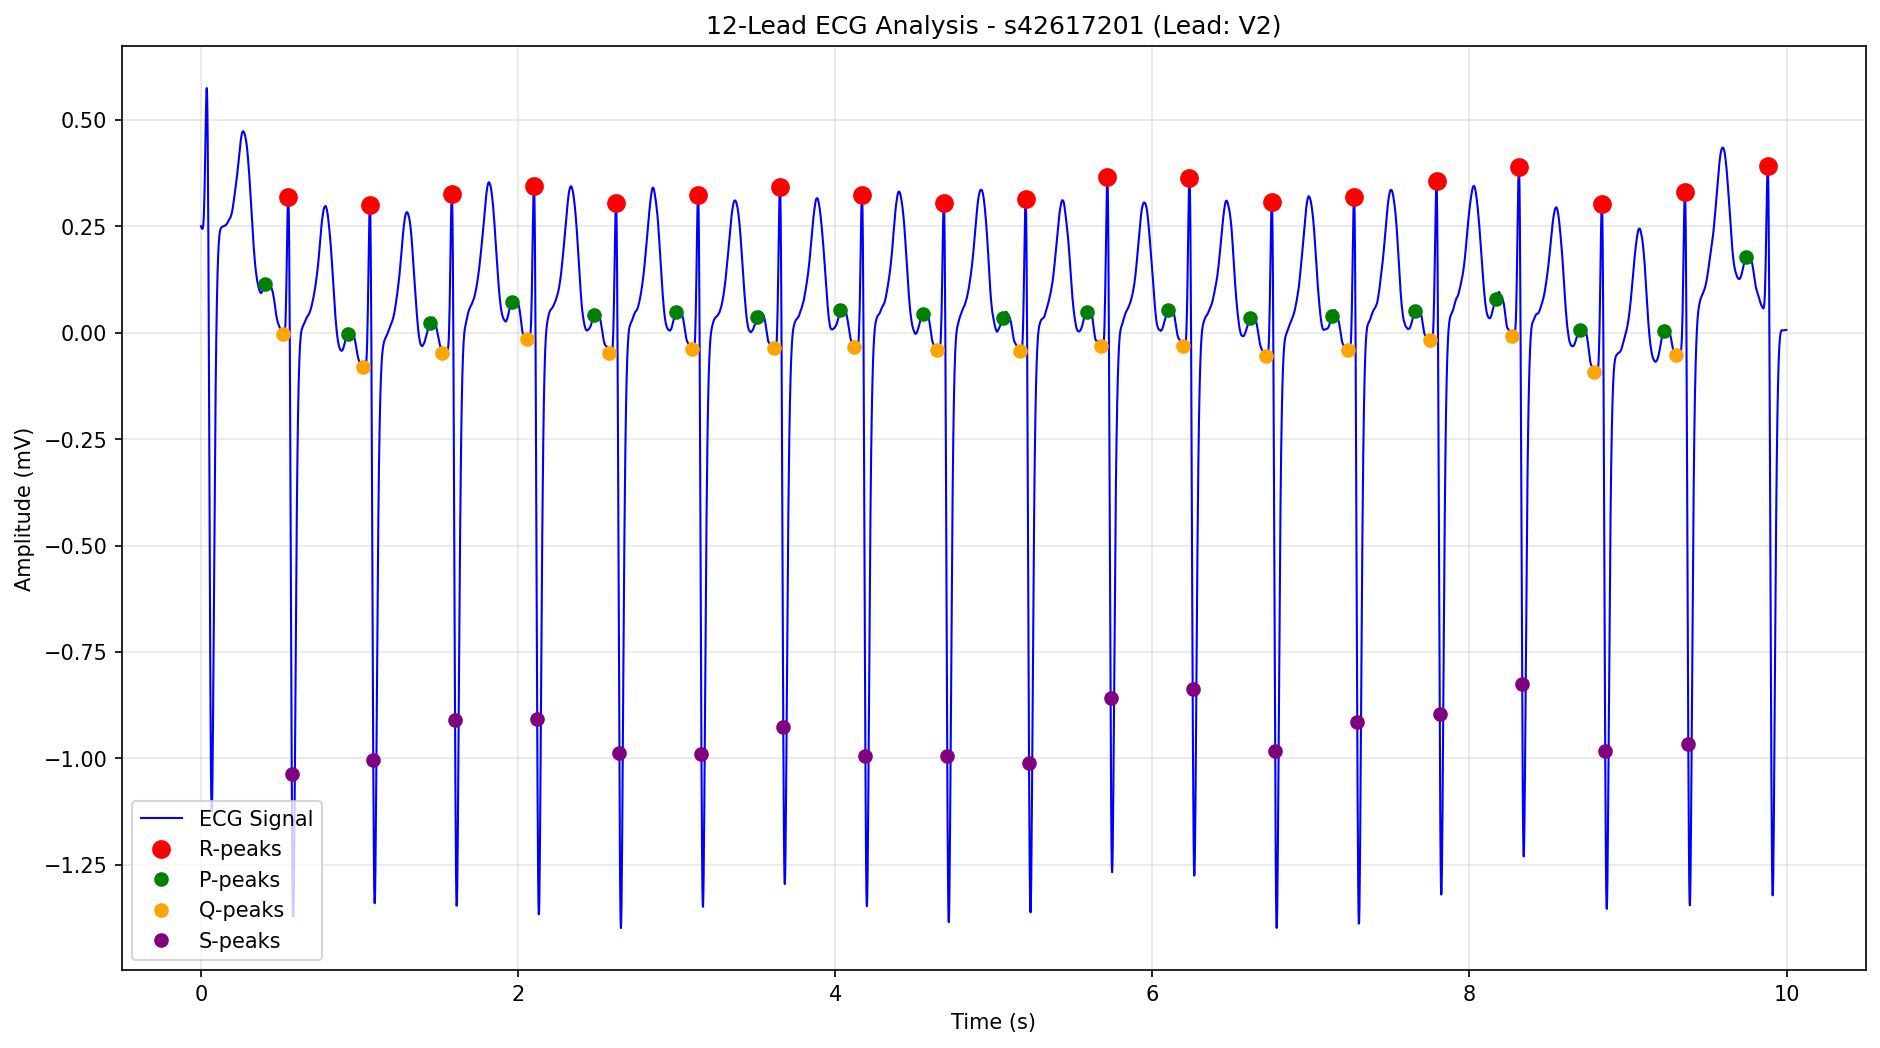 12-Lead ECG Analysis - s42617201 (Lead: V2)
Amplitude (mV)
0.50
0.25
0.00
−0.25
−0.50
−0.75
−1.00
−1.25
ECG Signal
R-peaks
P-peaks
Q-peaks
S-peaks
0 2 4 6 8 10
Time (s)